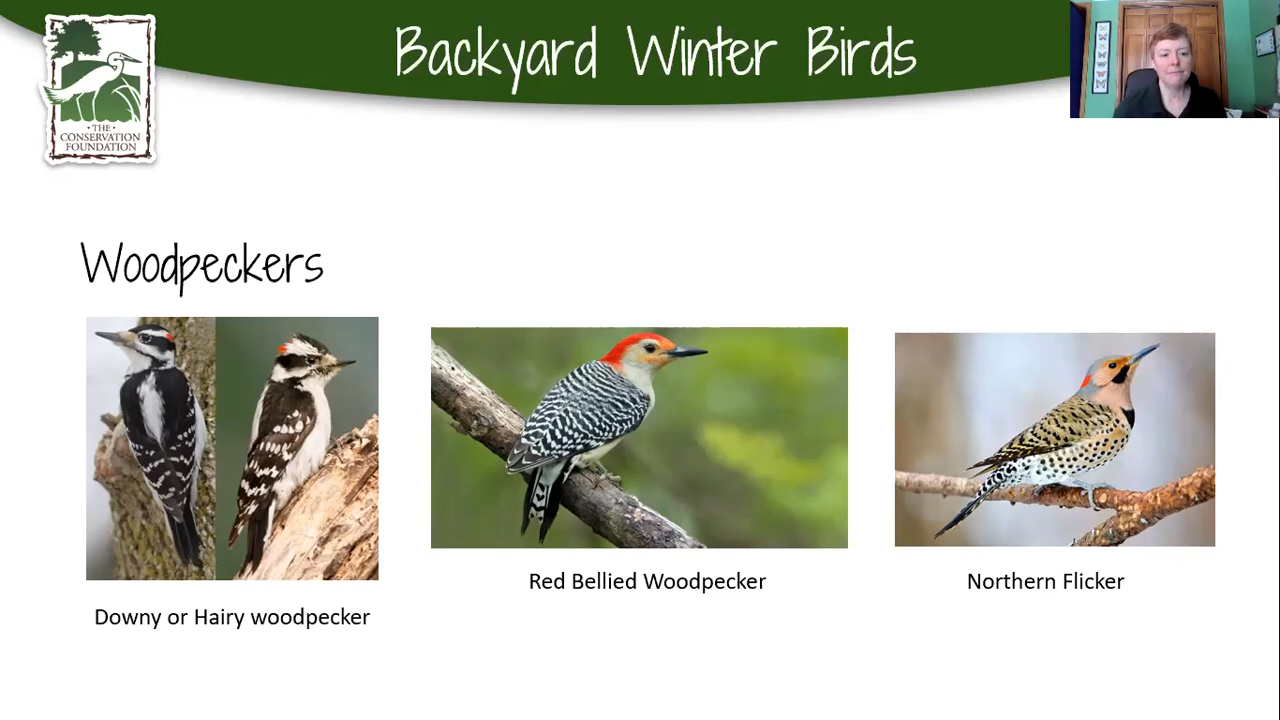 Backyard Winter Birds
• THE •
CONSERVATION
FOUNDATION
Woodpeckers
Red Bellied Woodpecker
Northern Flicker
Downy or Hairy woodpecker